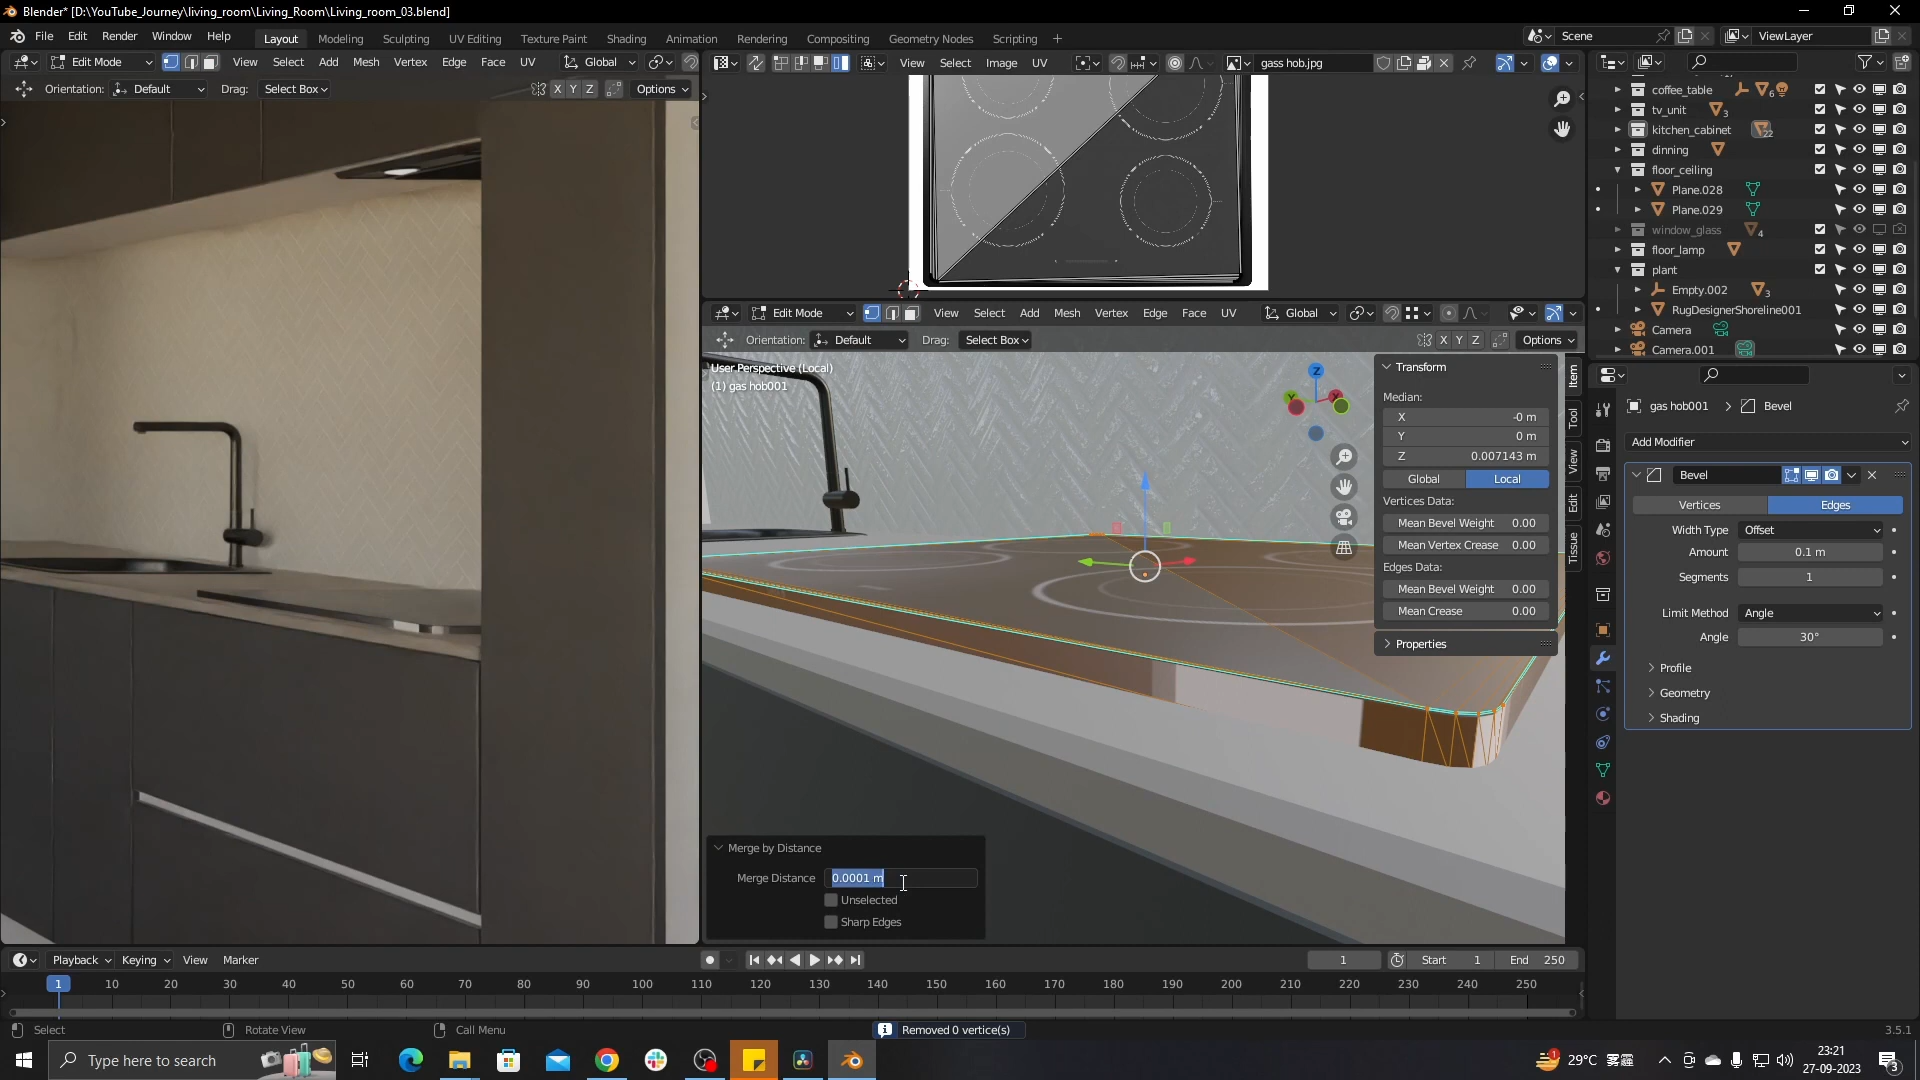 Blender* [D:\YouTube_Journey\living_room\Living_Room\Living_room_03.blend]
File Edit Render Window Help Layout Modeling Sculpting UV Editing Texture Paint Shading Animation Rendering Compositing Geometry Nodes Scripting + Scene ViewLayer
Edit Mode View Select Add Mesh Vertex Edge Face UV Global
Orientation: Default Drag: Select Box X Y Z Options
View Select Image UV gass hob.jpg
coffee_table 6
tv_unit 3
kitchen_cabinet 22
dinning
floor_ceiling
Plane.028
Plane.029
window_glass 4
floor_lamp
plant
Empty.002 3
RugDesignerShoreline001
Camera
Camera.001
Edit Mode View Select Add Mesh Vertex Edge Face UV Global
Orientation: Default Drag: Select Box X Y Z Options
User Perspective (Local)
(1) gas hob001
Z
Transform
Median:
X -0 m
Y 0 m
Z 0.007143 m
Global Local
Vertices Data:
Mean Bevel Weight 0.00
Mean Vertex Crease 0.00
Edges Data:
Mean Bevel Weight 0.00
Mean Crease 0.00
Properties
Item
Tool
View
Edit
Tissue
gas hob001 > Bevel
Add Modifier
Bevel
Vertices Edges
Width Type Offset
Amount 0.1 m
Segments 1
Limit Method Angle
Angle 30°
Profile
Geometry
Shading
Merge by Distance
Merge Distance 0.0001 m
Unselected
Sharp Edges
Playback Keying View Marker 1 Start 1 End 250
1 10 20 30 40 50 60 70 80 90 100 110 120 130 140 150 160 170 180 190 200 210 220 230 240 250
Select Rotate View Call Menu Removed 0 vertice(s) 3.5.1
Type here to search
29°C
23:21
27-09-2023
3